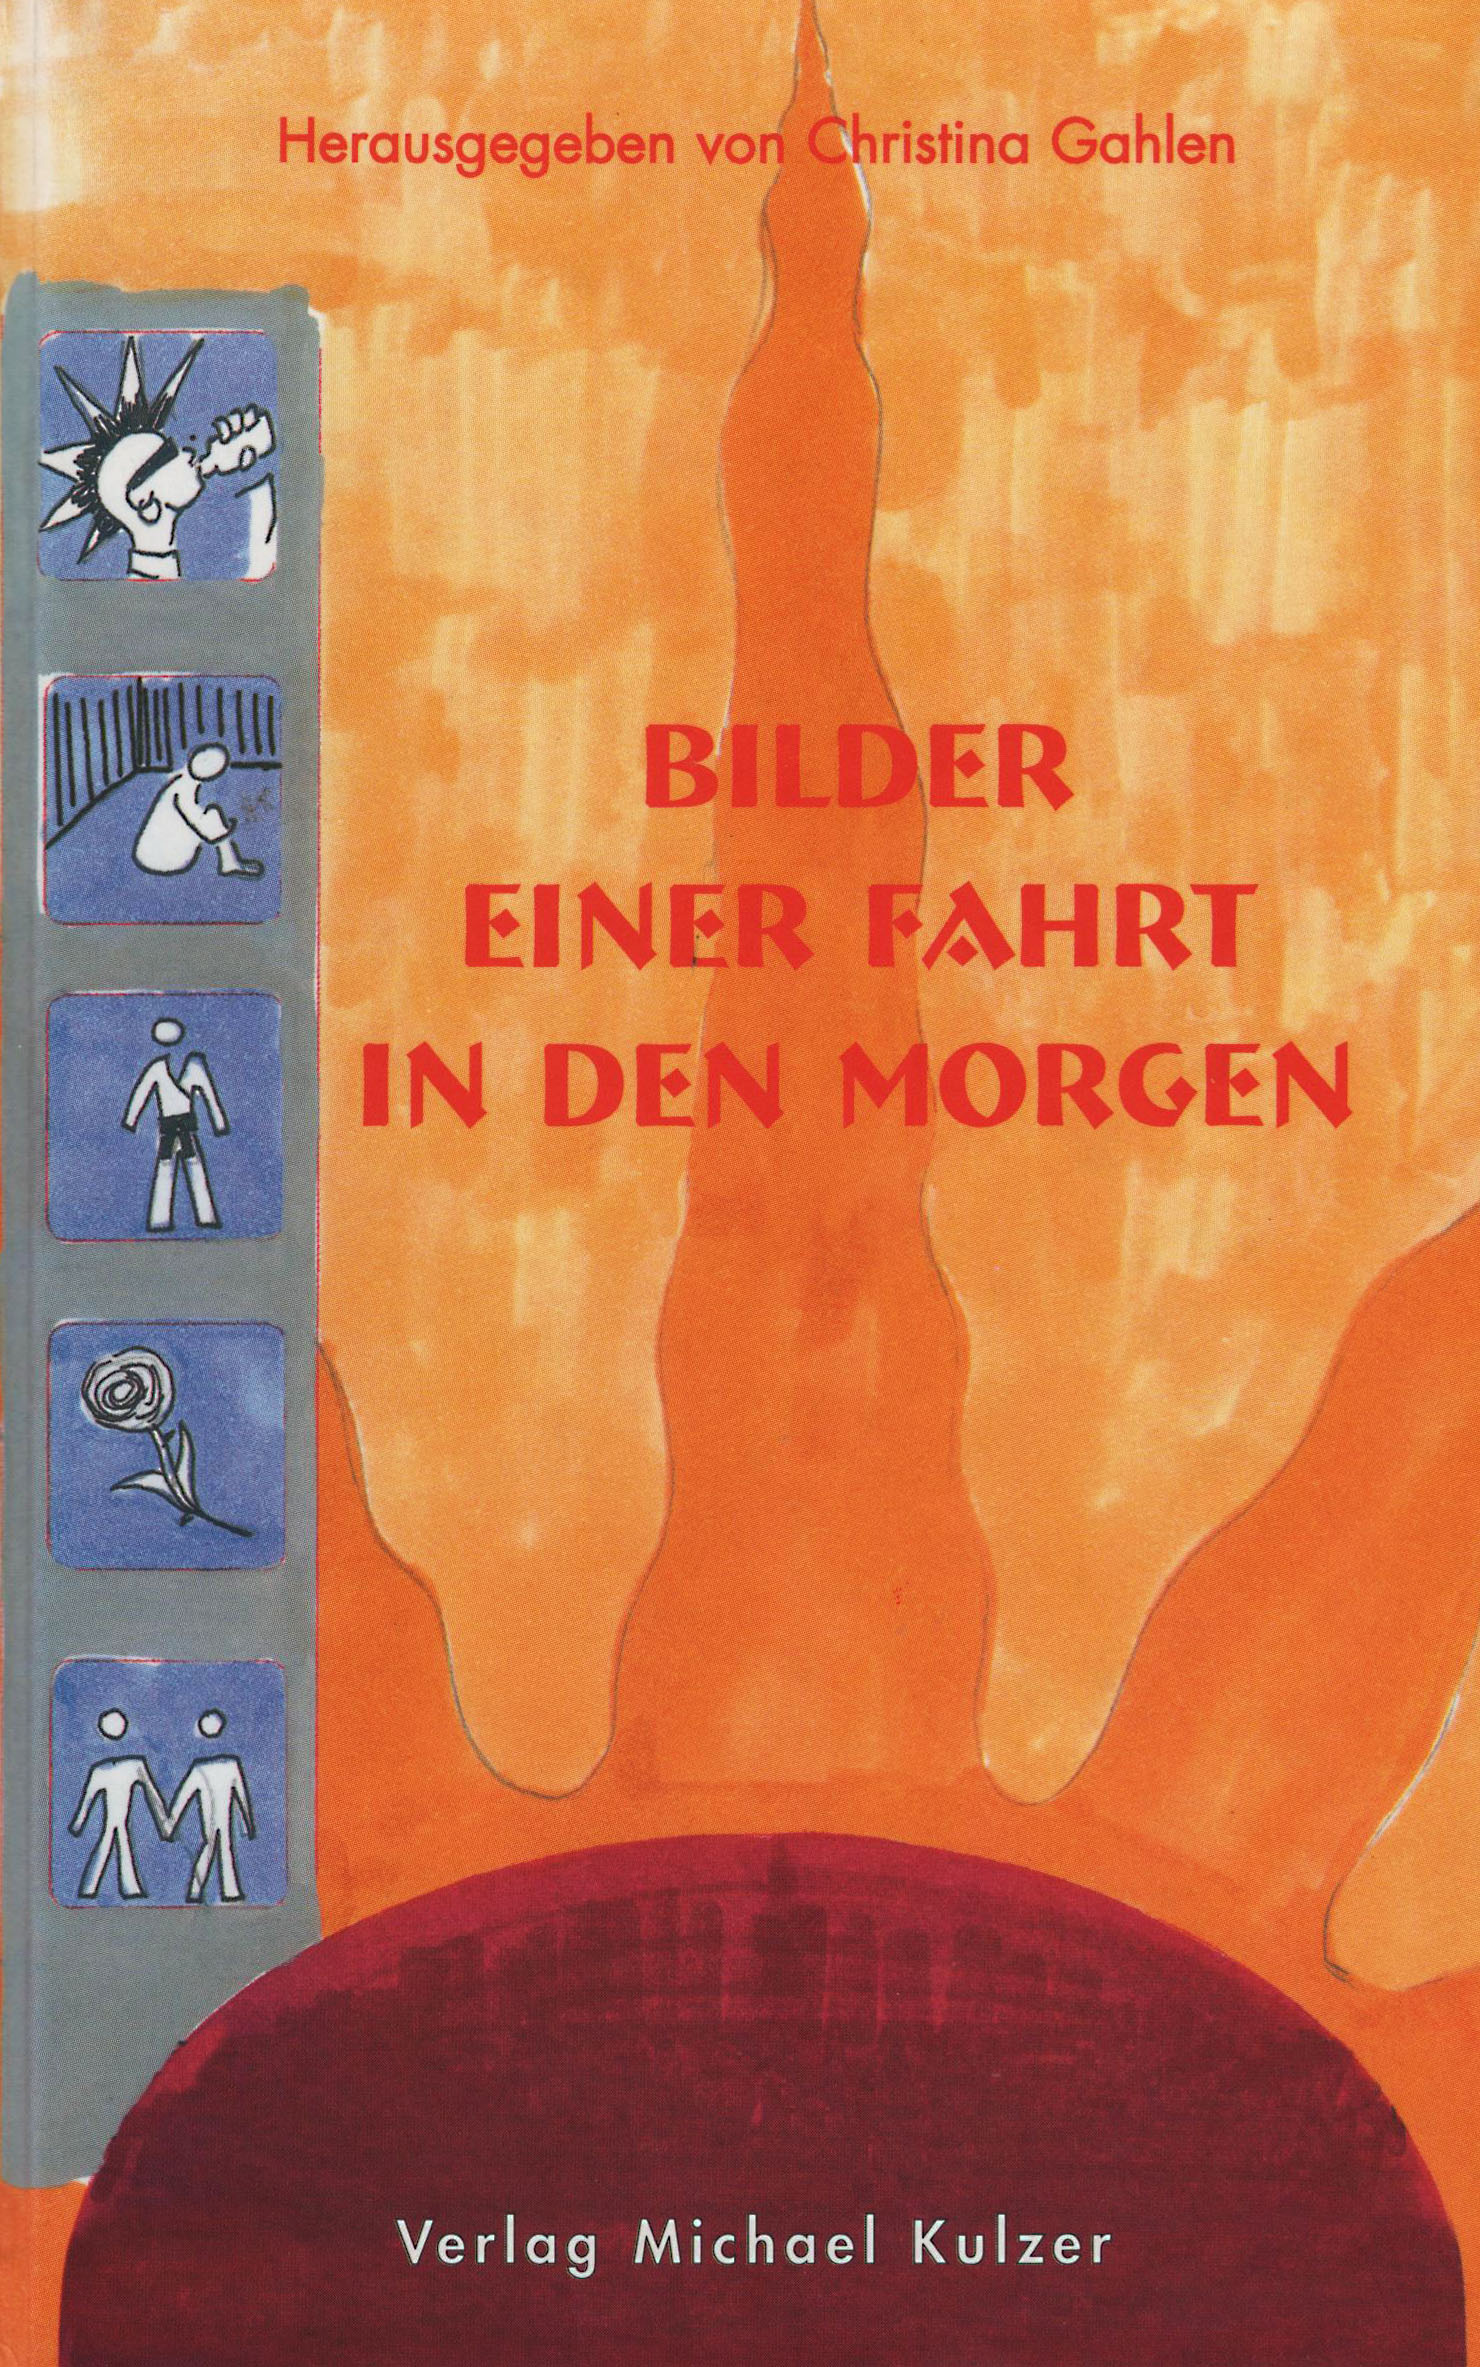 Herausgegeben von Christina Gahlen
BILDER
EINER FAHRT
IN DEN MORGEN
Verlag Michael Kulzer